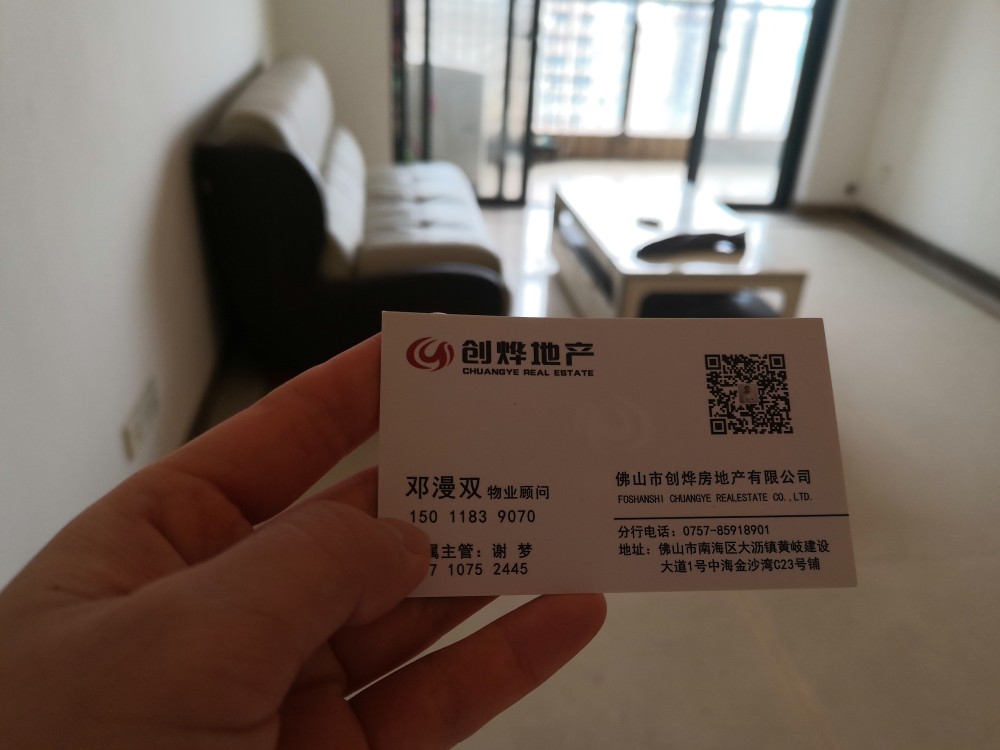 创烨地产
CHUANGYE REAL ESTATE
邓漫双 物业顾问
150 1183 9070
属主管：谢 梦
7 1075 2445
佛山市创烨房地产有限公司
FOSHANSHI CHUANGYE REALESTATE CO.,LTD.
分行电话：0757-85918901
地址：佛山市南海区大沥镇黄岐建设
大道1号中海金沙湾C23号铺